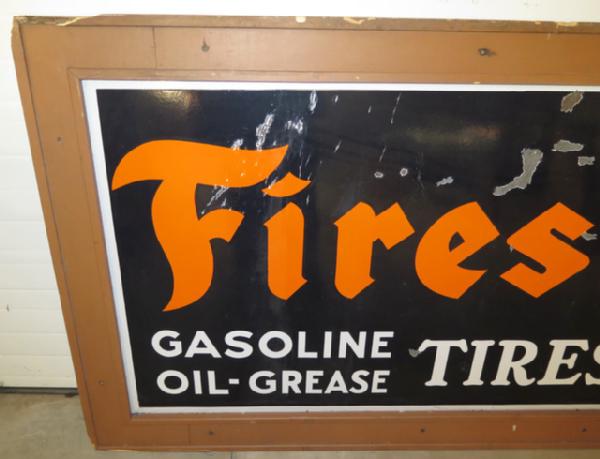 Fires
GASOLINE
OIL-GREASE
TIRES